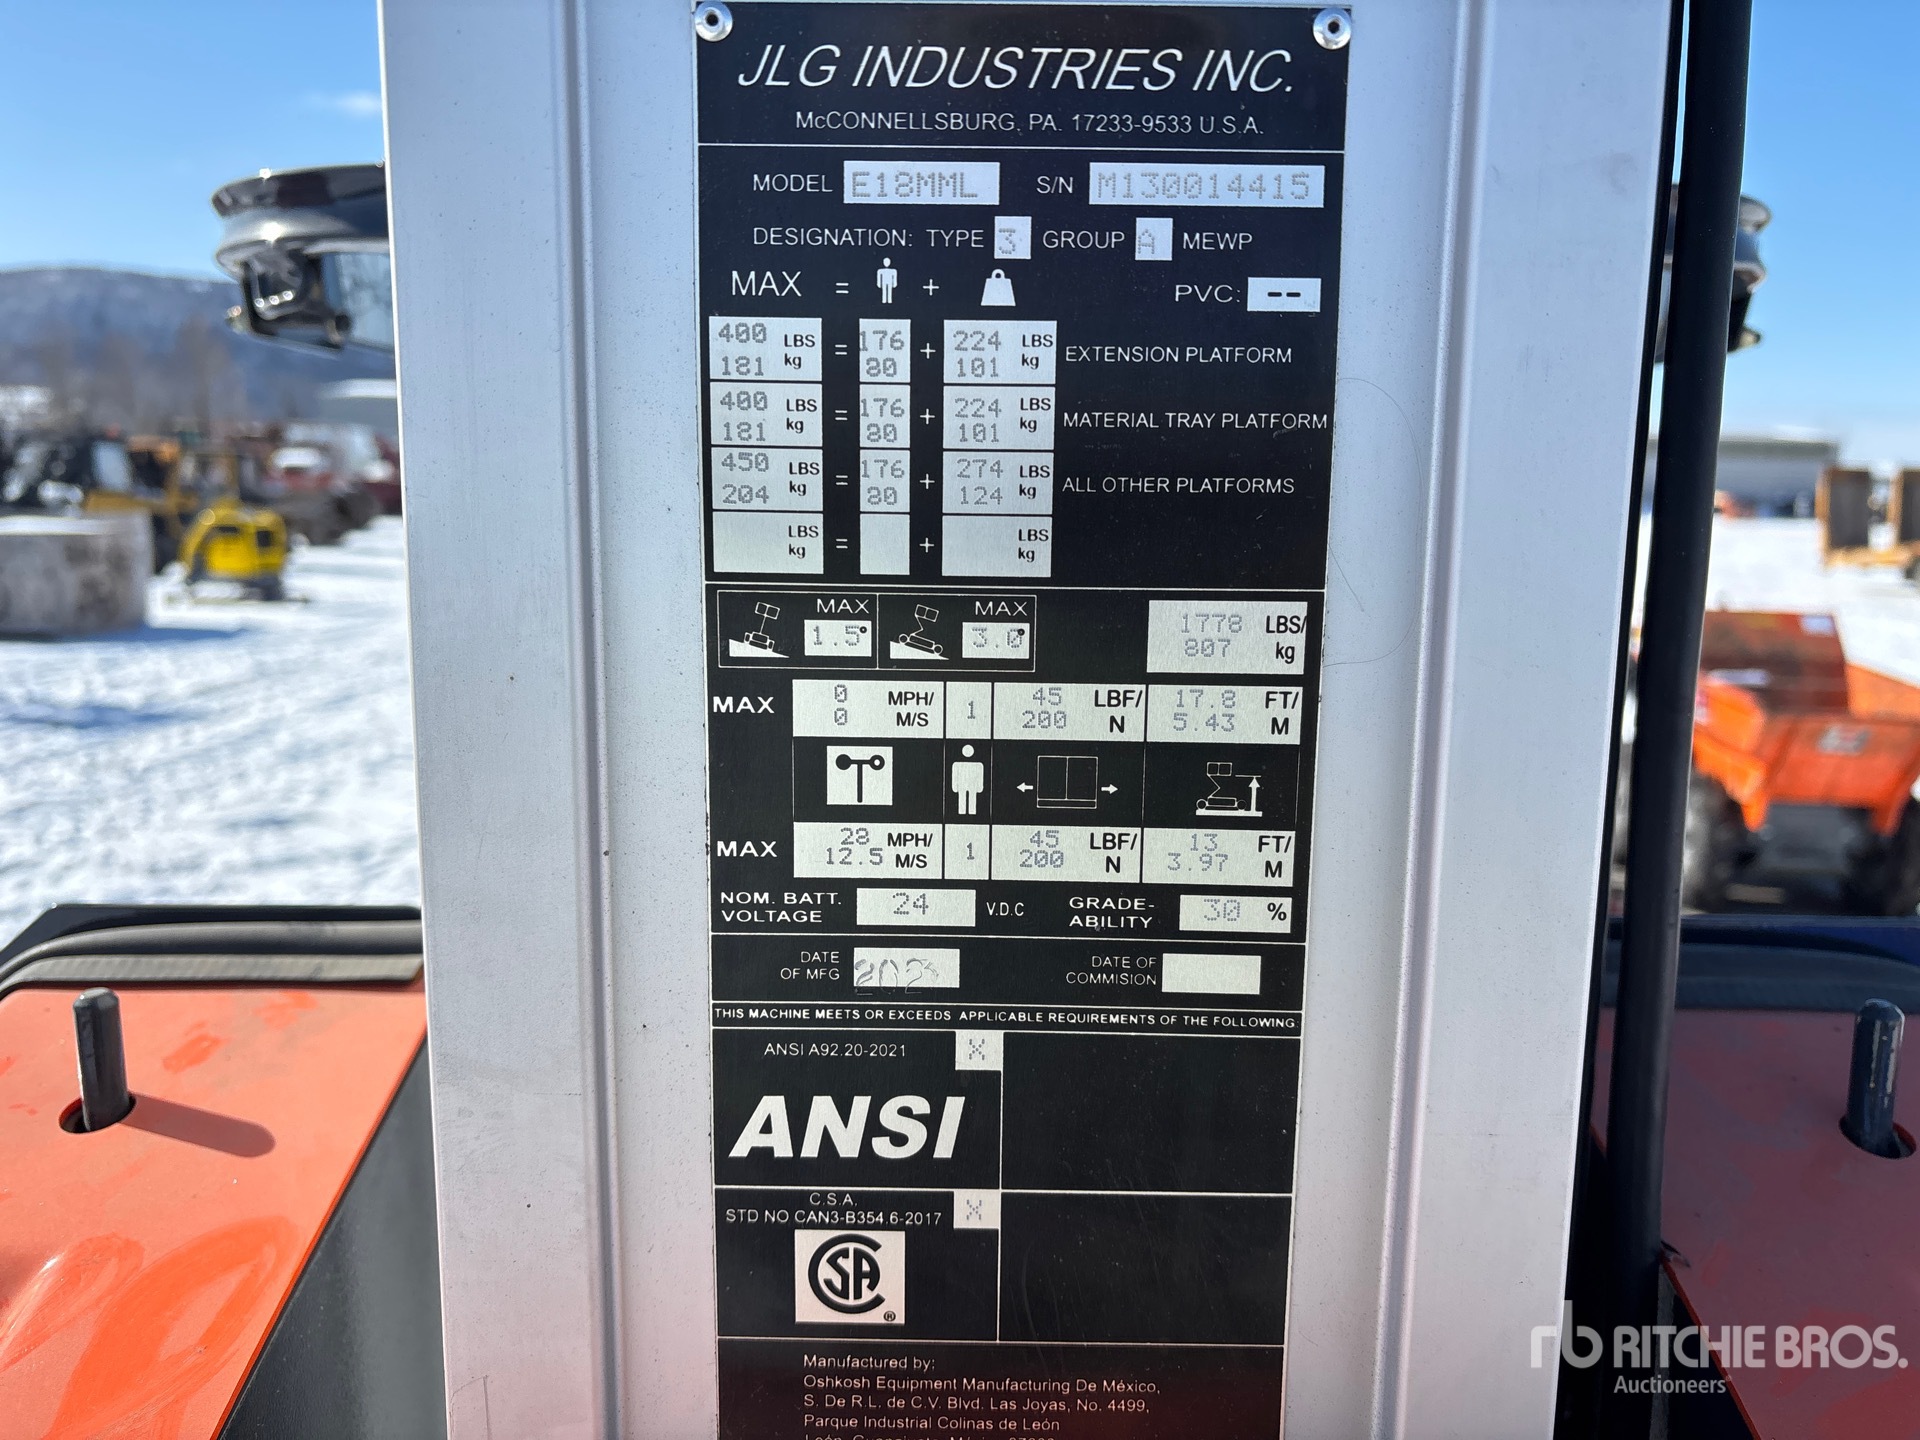 JLG INDUSTRIES INC.
McCONNELLSBURG, PA. 17233-9533 U.S.A.
MODEL E18MML S/N M130014415
DESIGNATION: TYPE 3 GROUP A MEWP
MAX = +
PVC: --
400 181 LBS kg = 176 80 + 224 101 LBS kg EXTENSION PLATFORM
400 181 LBS kg = 176 80 + 224 101 LBS kg MATERIAL TRAY PLATFORM
450 204 LBS kg = 176 80 + 274 124 LBS kg ALL OTHER PLATFORMS
LBS kg = + LBS kg
MAX 1.5° MAX 3.0° 1778 807 LBS/ kg
MAX 0 0 MPH/ M/S 1 45 200 LBF/ N 17.8 5.43 FT/ M
MAX 28 12.5 MPH/ M/S 1 45 200 LBF/ N 13 3.97 FT/ M
NOM. BATT. VOLTAGE 24 V.D.C GRADE-ABILITY 30 %
DATE OF MFG 2023 DATE OF COMMISION
THIS MACHINE MEETS OR EXCEEDS APPLICABLE REQUIREMENTS OF THE FOLLOWING:
ANSI A92.20-2021 X
ANSI
C.S.A.
STD NO CAN3-B354.6-2017 X
CSA ®
Manufactured by:
Oshkosh Equipment Manufacturing De México,
S. De R.L. de C.V. Blvd. Las Joyas, No. 4499,
Parque Industrial Colinas de León
rb RITCHIE BROS.
Auctioneers